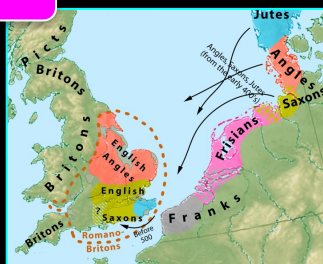 Jutes
Picts
Britons
Angles, Saxons, Jutes
(from the early 400's)
Angles
Saxons
Britons
Frisians
English
Angles
English
?
Saxons
Franks
Britons
Romano-
Britons
Before
500